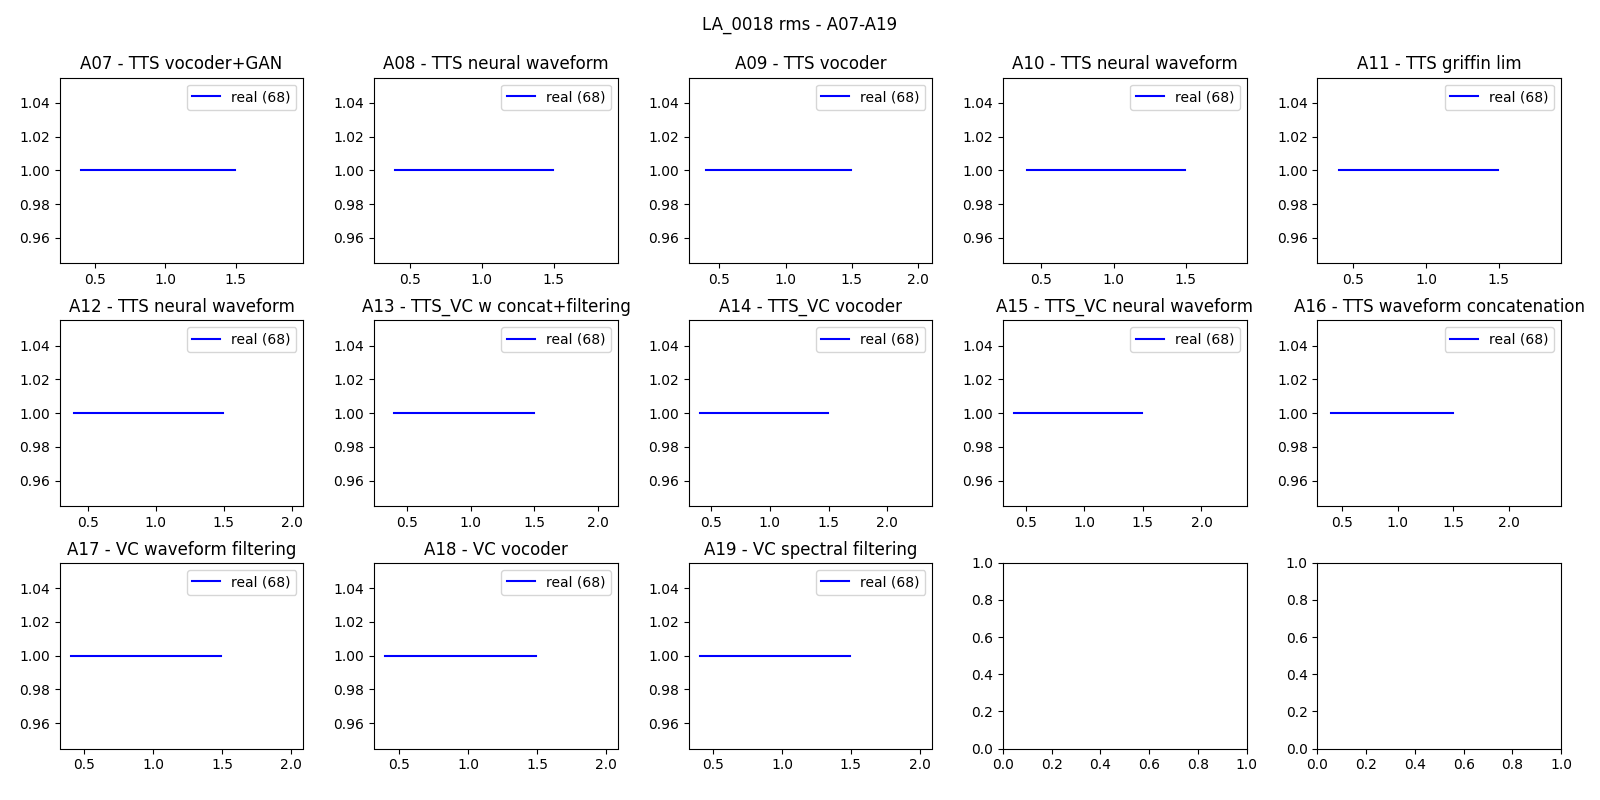 LA_0018 rms - A07-A19
A07 - TTS vocoder+GAN
real (68)
1.04
1.02
1.00
0.98
0.96
0.5 1.0 1.5
A08 - TTS neural waveform
real (68)
1.04
1.02
1.00
0.98
0.96
0.5 1.0 1.5
A09 - TTS vocoder
real (68)
1.04
1.02
1.00
0.98
0.96
0.5 1.0 1.5 2.0
A10 - TTS neural waveform
real (68)
1.04
1.02
1.00
0.98
0.96
0.5 1.0 1.5
A11 - TTS griffin lim
real (68)
1.04
1.02
1.00
0.98
0.96
0.5 1.0 1.5
A12 - TTS neural waveform
real (68)
1.04
1.02
1.00
0.98
0.96
0.5 1.0 1.5 2.0
A13 - TTS_VC w concat+filtering
real (68)
1.04
1.02
1.00
0.98
0.96
0.5 1.0 1.5 2.0
A14 - TTS_VC vocoder
real (68)
1.04
1.02
1.00
0.98
0.96
0.5 1.0 1.5 2.0
A15 - TTS_VC neural waveform
real (68)
1.04
1.02
1.00
0.98
0.96
0.5 1.0 1.5 2.0
A16 - TTS waveform concatenation
real (68)
1.04
1.02
1.00
0.98
0.96
0.5 1.0 1.5 2.0
A17 - VC waveform filtering
real (68)
1.04
1.02
1.00
0.98
0.96
0.5 1.0 1.5 2.0
A18 - VC vocoder
real (68)
1.04
1.02
1.00
0.98
0.96
0.5 1.0 1.5 2.0
A19 - VC spectral filtering
real (68)
1.04
1.02
1.00
0.98
0.96
0.5 1.0 1.5 2.0
1.0
0.8
0.6
0.4
0.2
0.0
0.0 0.2 0.4 0.6 0.8 1.0
1.0
0.8
0.6
0.4
0.2
0.0
0.0 0.2 0.4 0.6 0.8 1.0